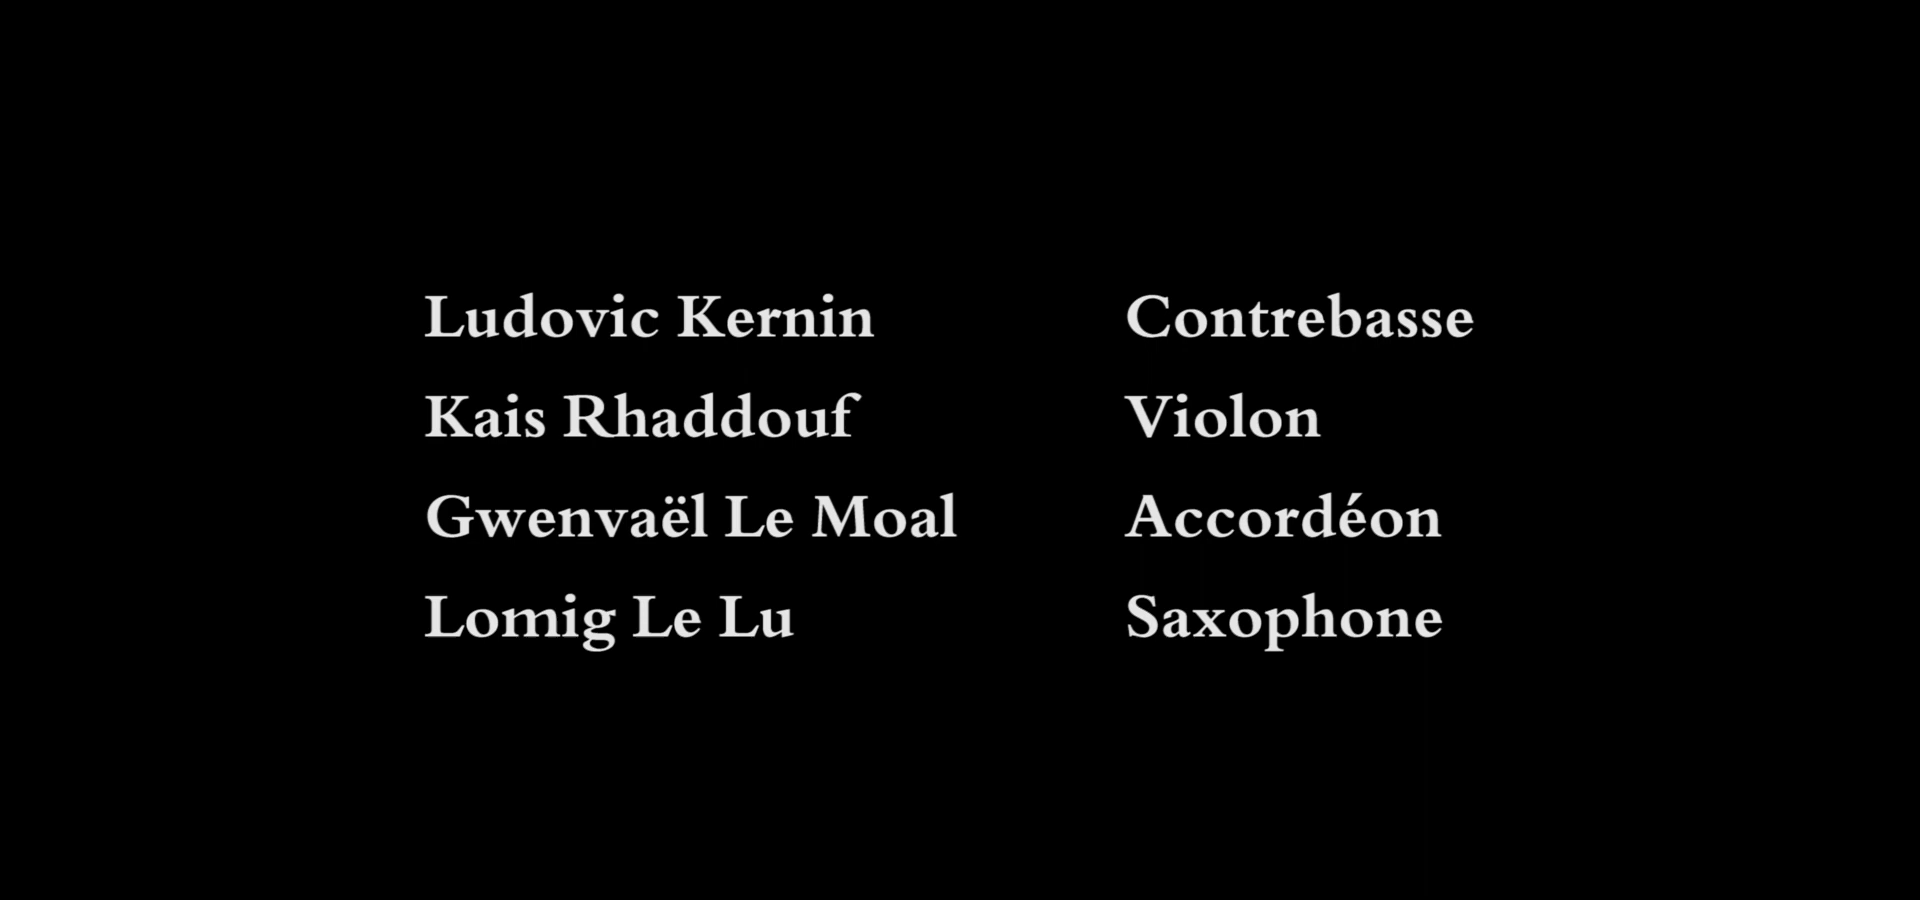 Ludovic Kernin Contrebasse
Kais Rhaddouf Violon
Gwenvaël Le Moal Accordéon
Lomig Le Lu Saxophone